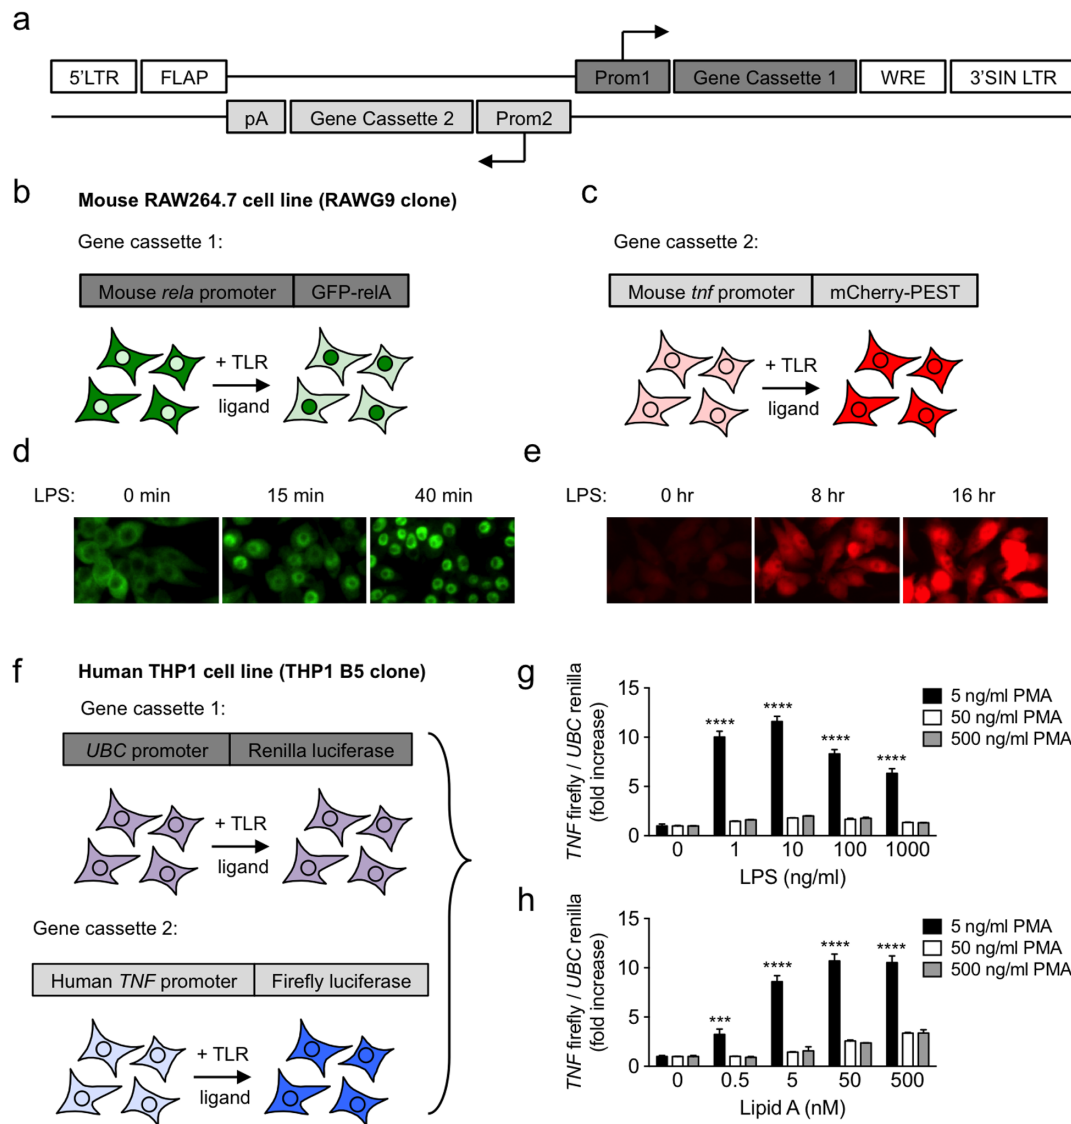 a
5'LTR FLAP Prom1 Gene Cassette 1 WRE 3'SIN LTR
pA Gene Cassette 2 Prom2
b
Mouse RAW264.7 cell line (RAWG9 clone)
Gene cassette 1:
Mouse rela promoter GFP-relA
+ TLR
ligand
c
Gene cassette 2:
Mouse tnf promoter mCherry-PEST
+ TLR
ligand
d
LPS: 0 min 15 min 40 min
e
LPS: 0 hr 8 hr 16 hr
f
Human THP1 cell line (THP1 B5 clone)
Gene cassette 1:
UBC promoter Renilla luciferase
+ TLR
ligand
Gene cassette 2:
Human TNF promoter Firefly luciferase
+ TLR
ligand
g
TNF firefly / UBC renilla
(fold increase)
15
10
5
0
**** **** **** ****
5 ng/ml PMA
50 ng/ml PMA
500 ng/ml PMA
0 1 10 100 1000
LPS (ng/ml)
h
TNF firefly / UBC renilla
(fold increase)
15
10
5
0
*** **** **** ****
5 ng/ml PMA
50 ng/ml PMA
500 ng/ml PMA
0 0.5 5 50 500
Lipid A (nM)